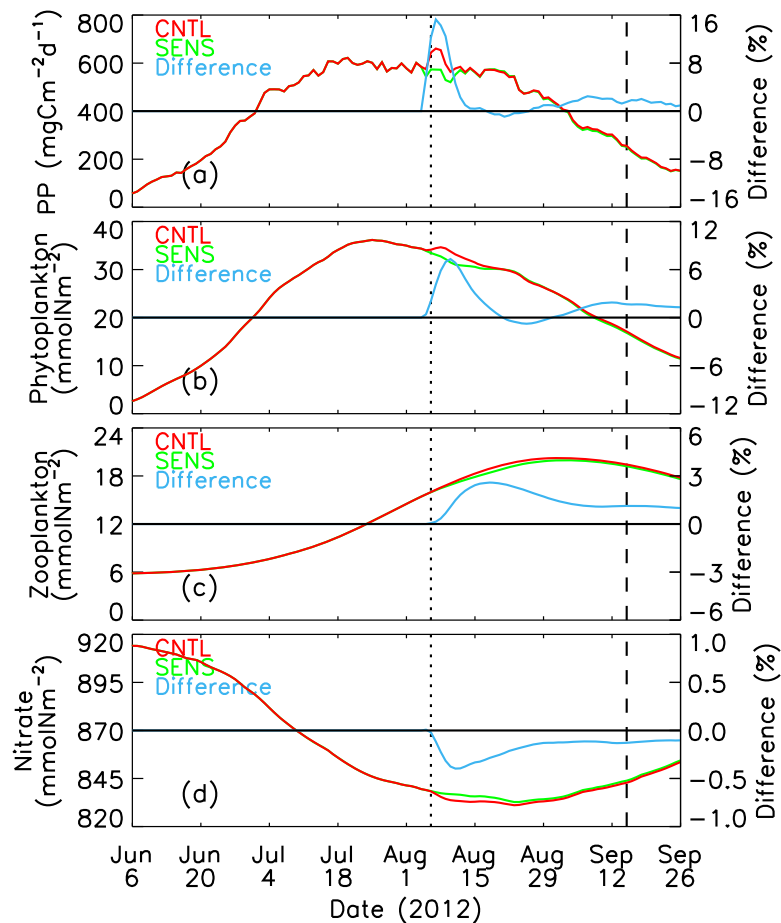 800
600
400
200
0
PP (mgCm−2d−1)
CNTL
SENS
Difference
(a)
16
8
0
−8
−16
Difference (%)
40
30
20
10
0
Phytoplankton
(mmolNm−2)
CNTL
SENS
Difference
(b)
12
6
0
−6
−12
Difference (%)
24
18
12
6
0
Zooplankton
(mmolNm−2)
CNTL
SENS
Difference
(c)
6
3
0
−3
−6
Difference (%)
920
895
870
845
820
Nitrate
(mmolNm−2)
CNTL
SENS
Difference
(d)
1.0
0.5
0.0
−0.5
−1.0
Difference (%)
Jun Jun Jul Jul Aug Aug Aug Sep Sep
6 20 4 18 1 15 29 12 26
Date (2012)